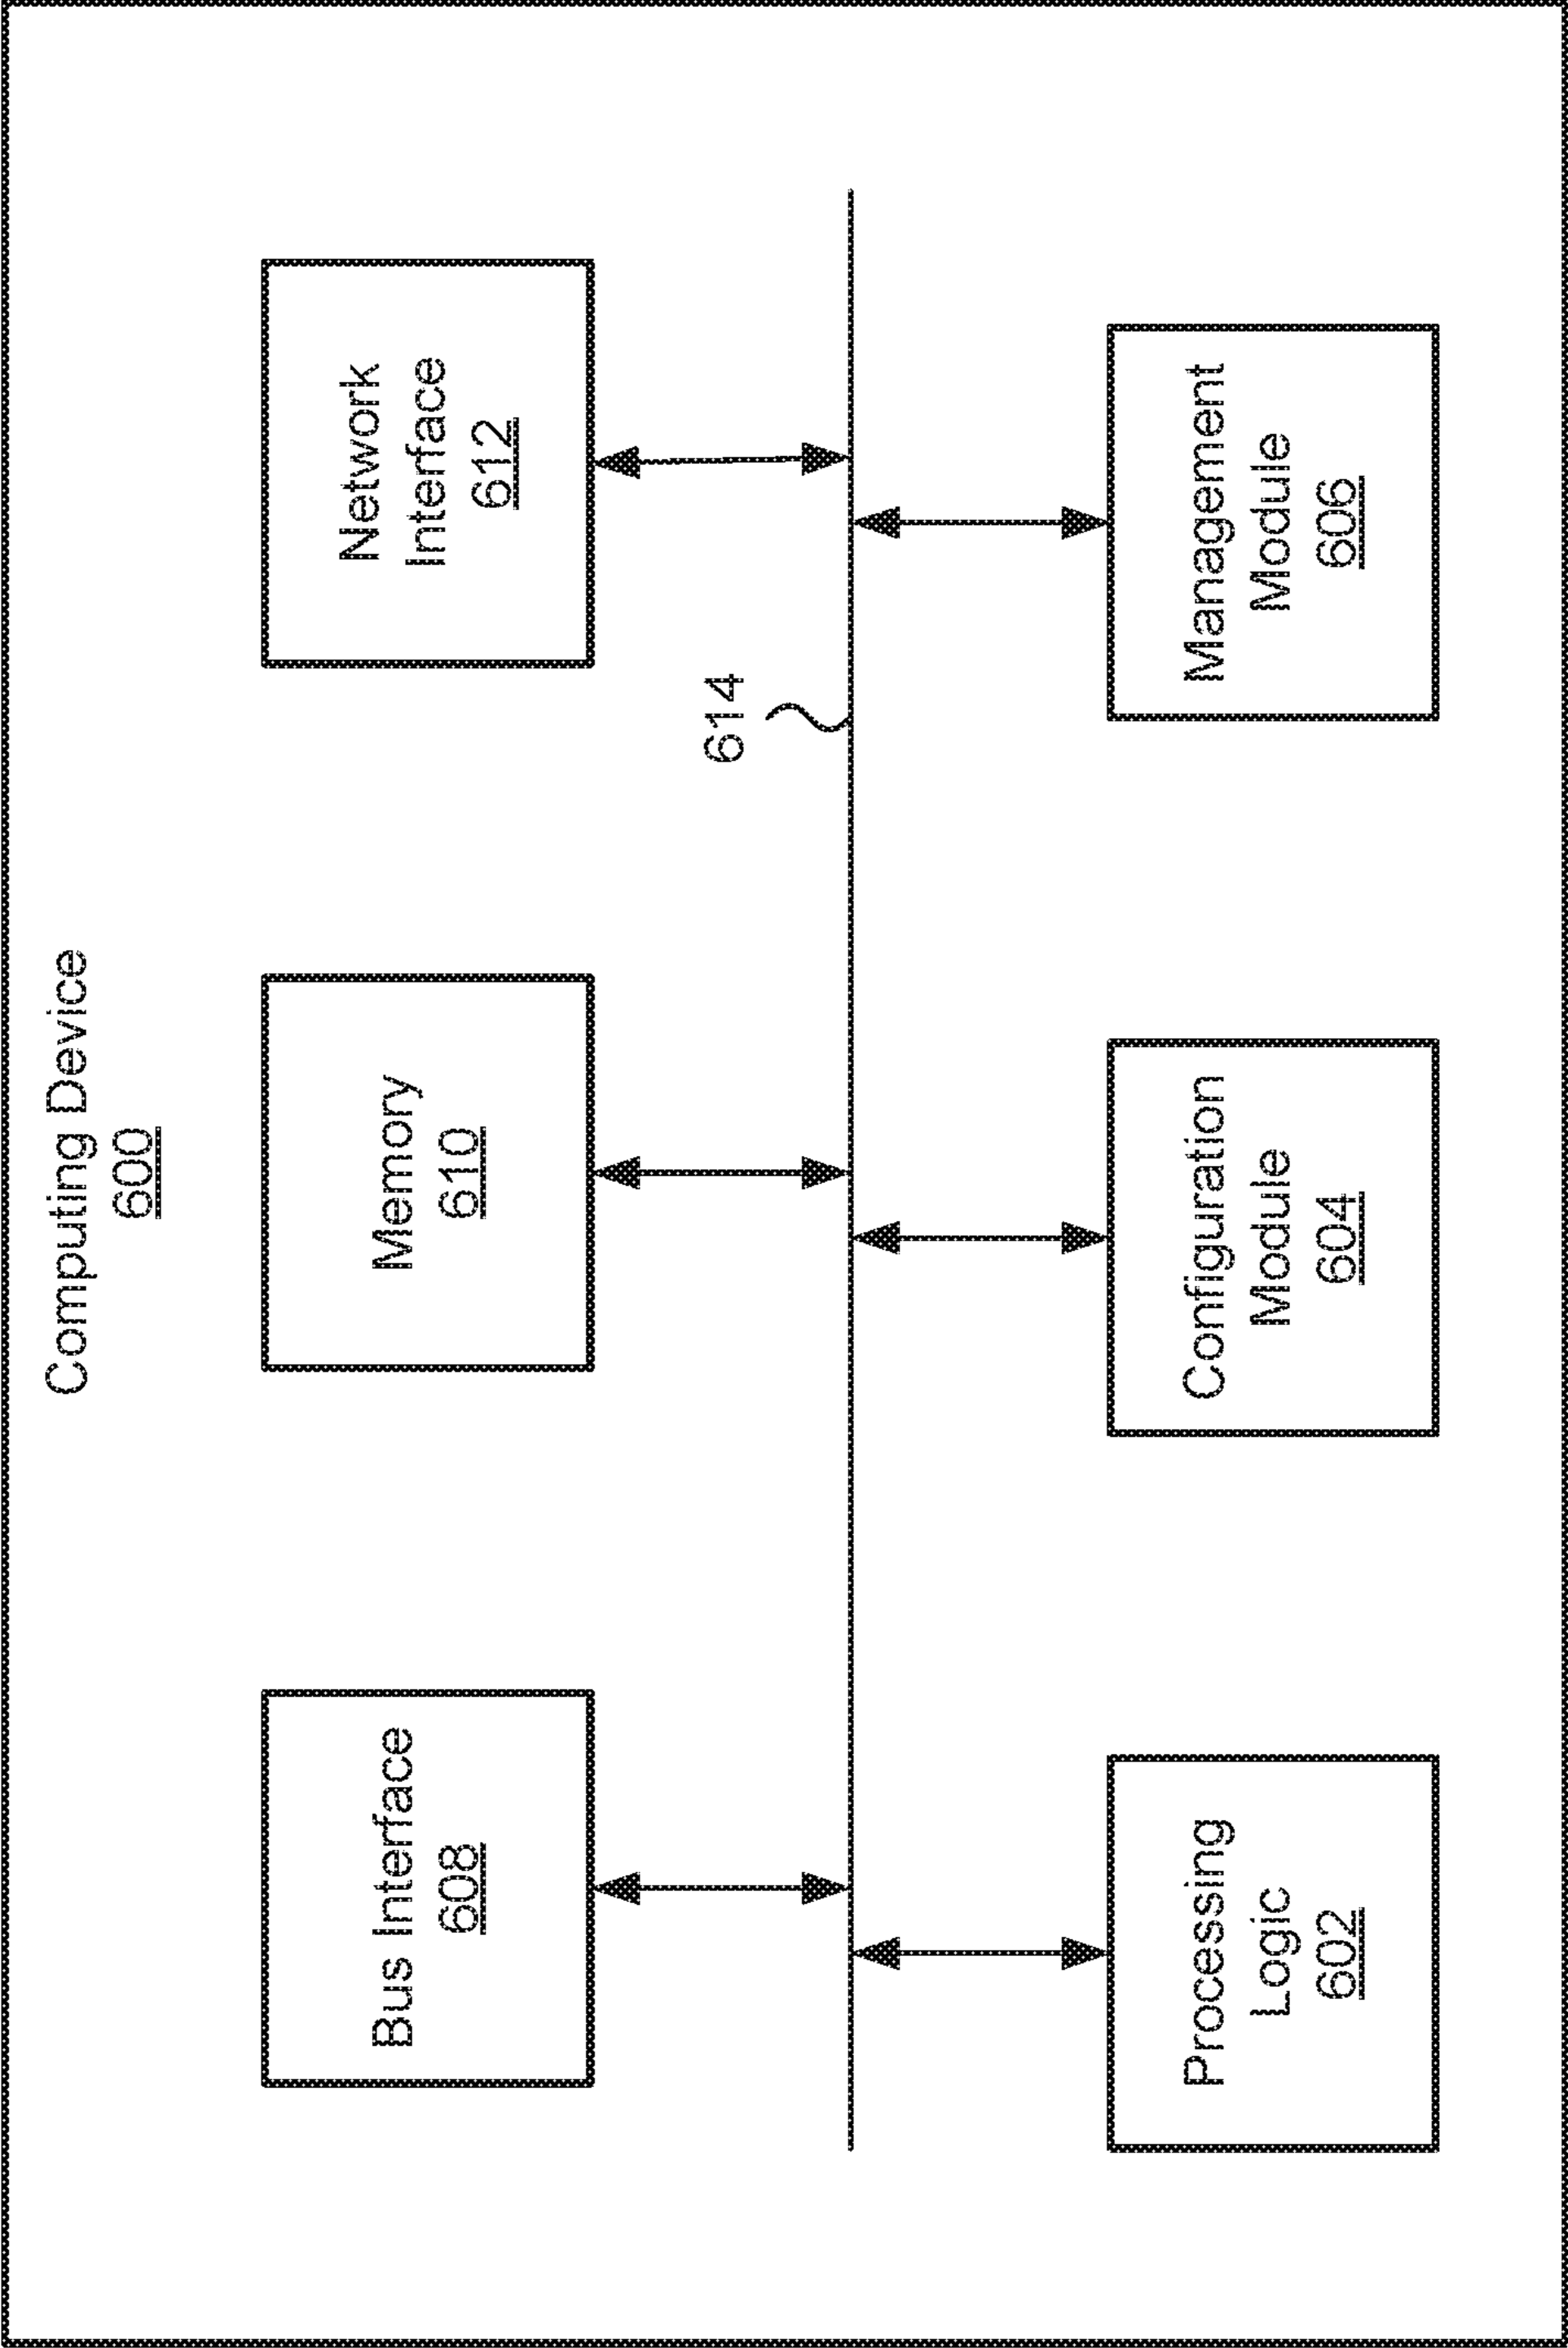 Computing Device
600
Bus Interface
608
Memory
610
Network
Interface
612
614
Processing
Logic
602
Configuration
Module
604
Management
Module
606